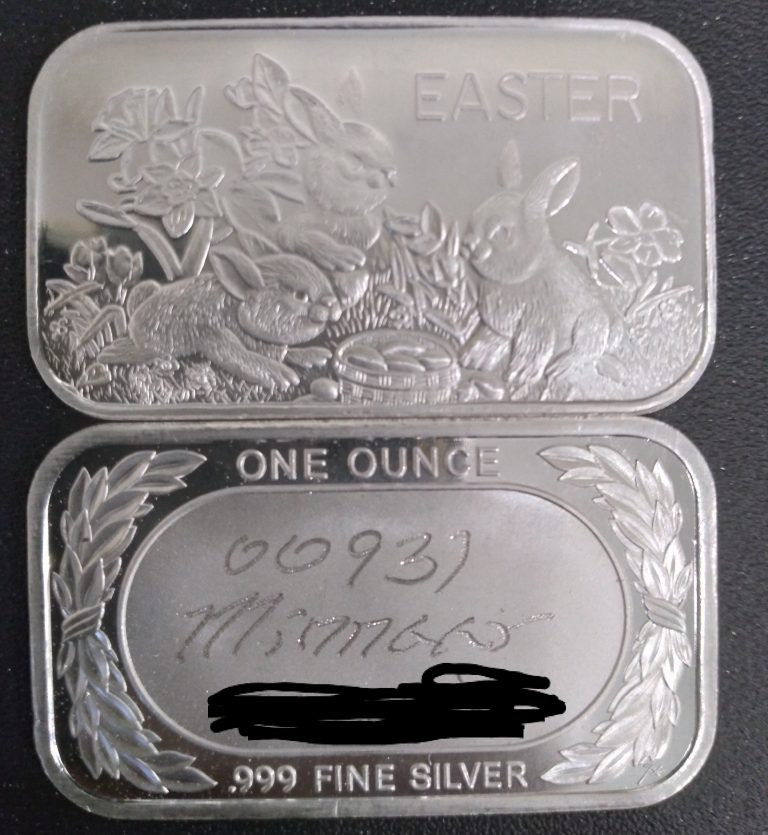 EASTER
ONE OUNCE
00931
.999 FINE SILVER